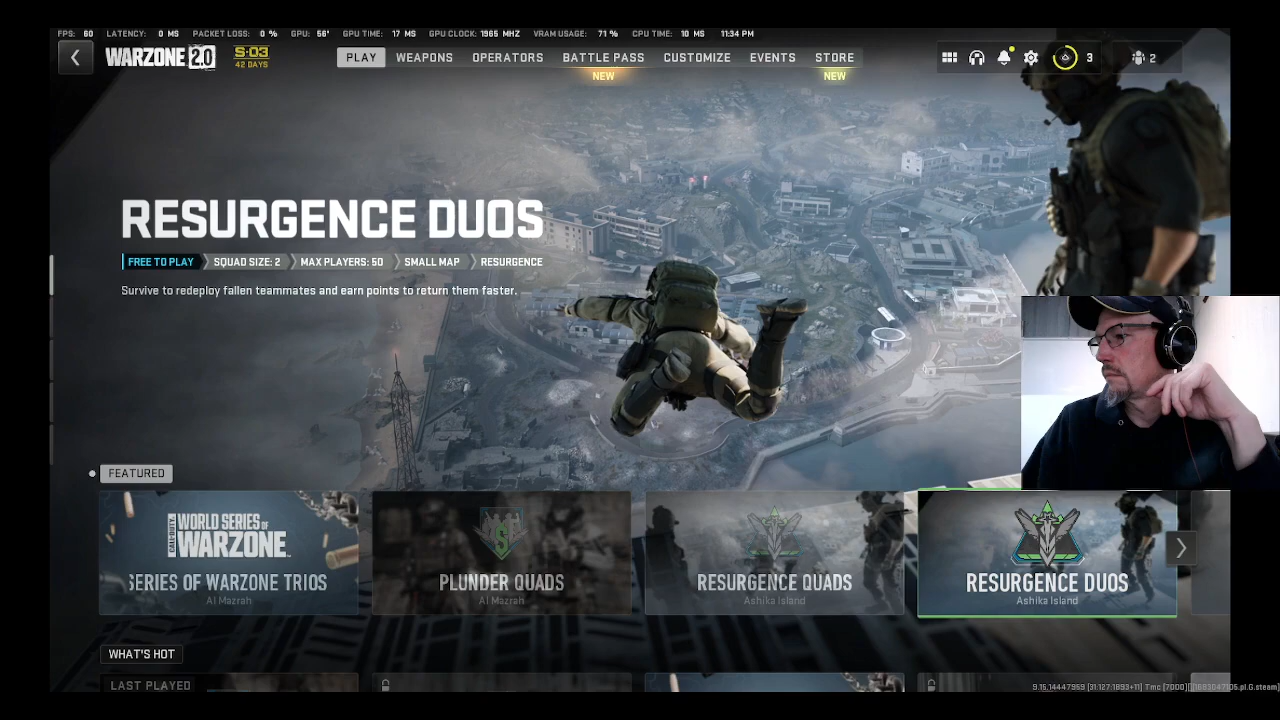 FPS: 60 LATENCY: 0 MS PACKET LOSS: 0 % GPU: 56° GPU TIME: 17 MS GPU CLOCK: 1965 MHZ VRAM USAGE: 71 % CPU TIME: 10 MS 11:34 PM
WARZONE 2.0 S:03 PLAY WEAPONS OPERATORS BATTLE PASS CUSTOMIZE EVENTS STORE 3 2
42 DAYS
NEW NEW
RESURGENCE DUOS
FREE TO PLAY SQUAD SIZE: 2 MAX PLAYERS: 50 SMALL MAP RESURGENCE
Survive to redeploy fallen teammates and earn points to return them faster.
FEATURED
CALL OF DUTY WORLD SERIES OF WARZONE
SERIES OF WARZONE TRIOS PLUNDER QUADS RESURGENCE QUADS RESURGENCE DUOS
Al Mazrah Al Mazrah Ashika Island Ashika Island
WHAT'S HOT
LAST PLAYED